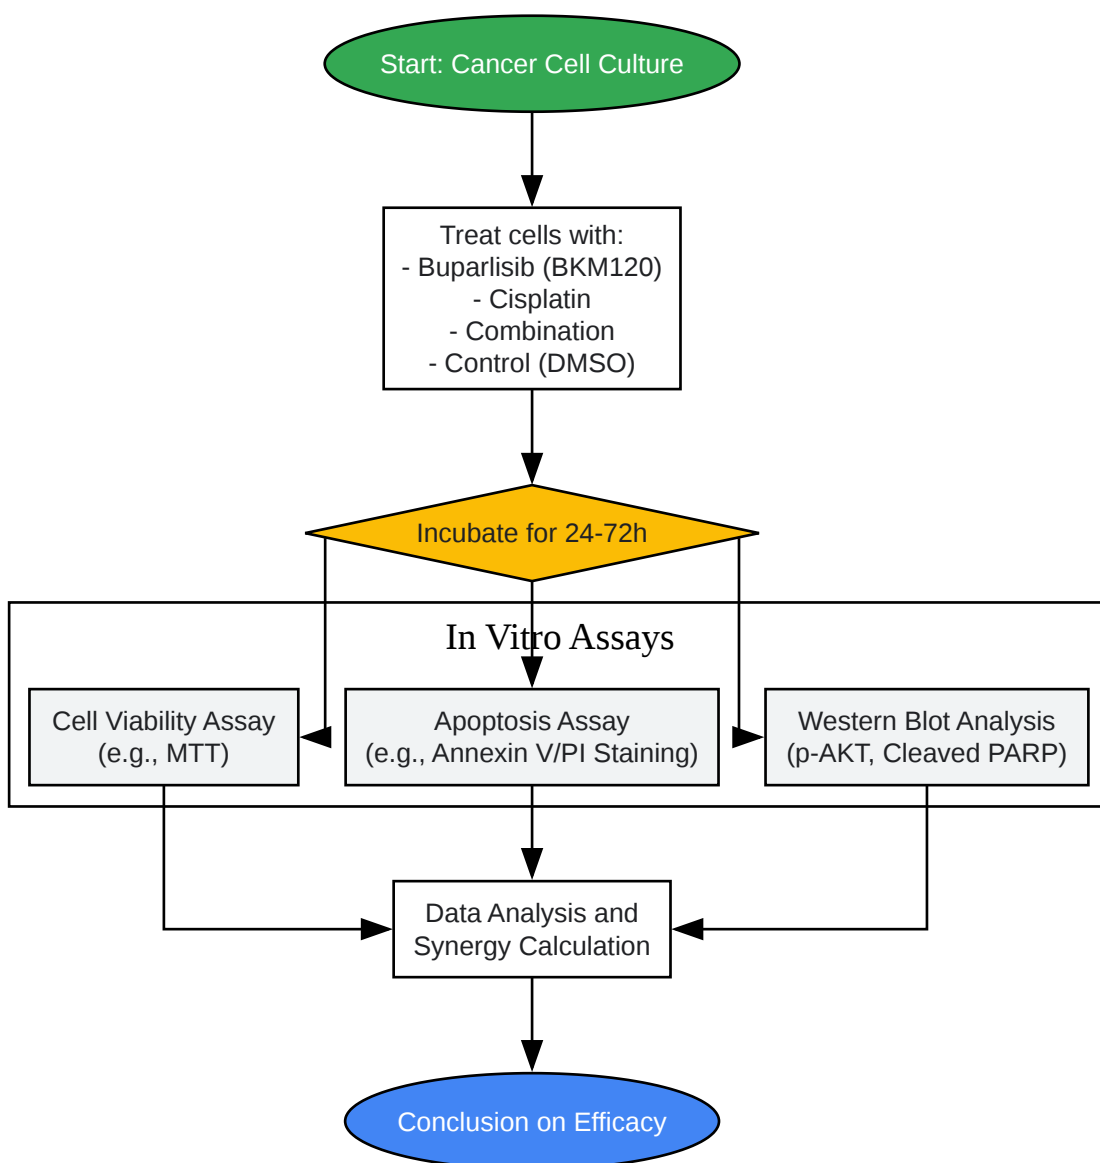 Start: Cancer Cell Culture
Treat cells with:
- Buparlisib (BKM120)
- Cisplatin
- Combination
- Control (DMSO)
Incubate for 24-72h
In Vitro Assays
Cell Viability Assay
(e.g., MTT)
Apoptosis Assay
(e.g., Annexin V/PI Staining)
Western Blot Analysis
(p-AKT, Cleaved PARP)
Data Analysis and
Synergy Calculation
Conclusion on Efficacy